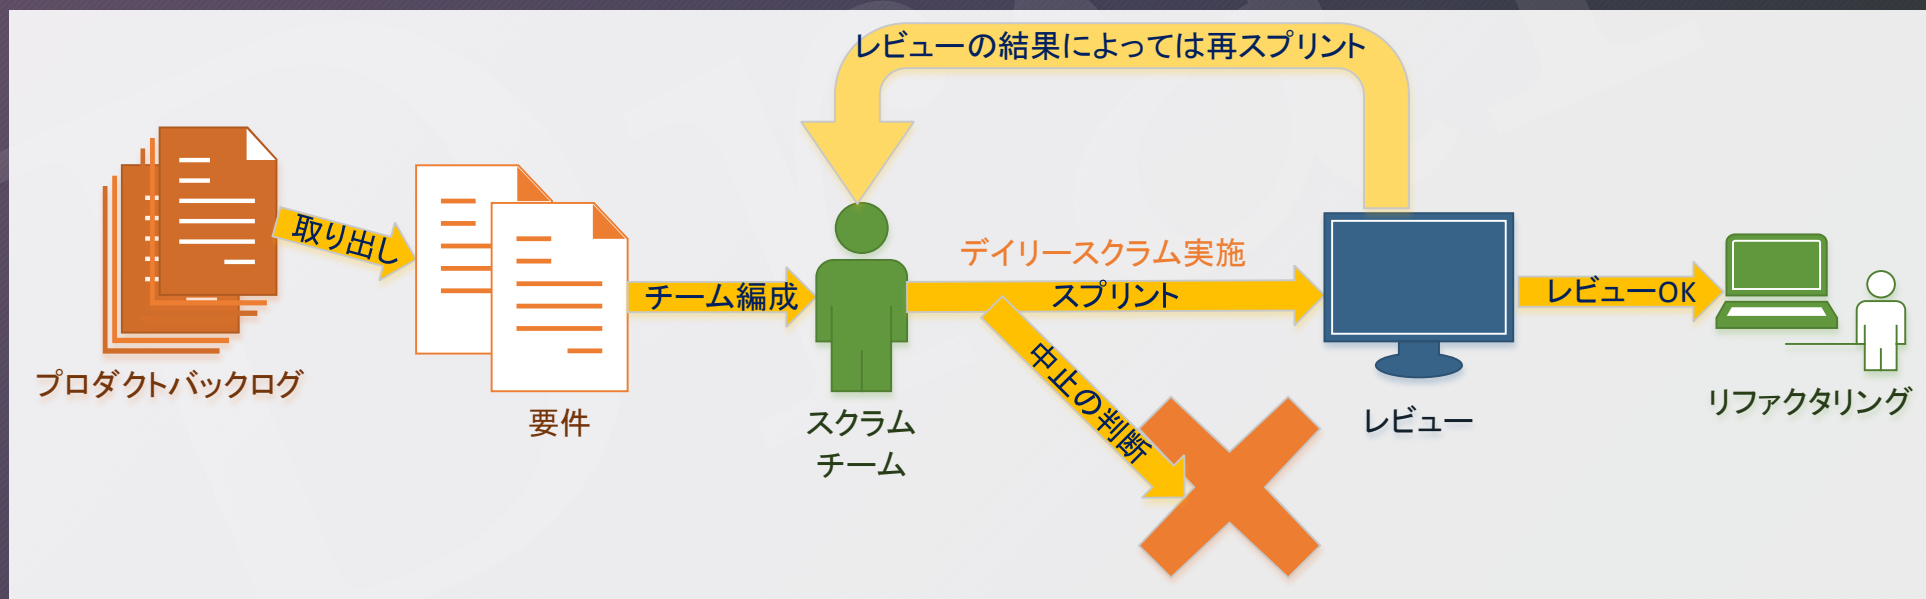 レビューの結果によっては再スプリント
取り出し
チーム編成
デイリースクラム実施
スプリント
中止の判断
レビューOK
プロダクトバックログ
要件
スクラム
チーム
レビュー
リファクタリング